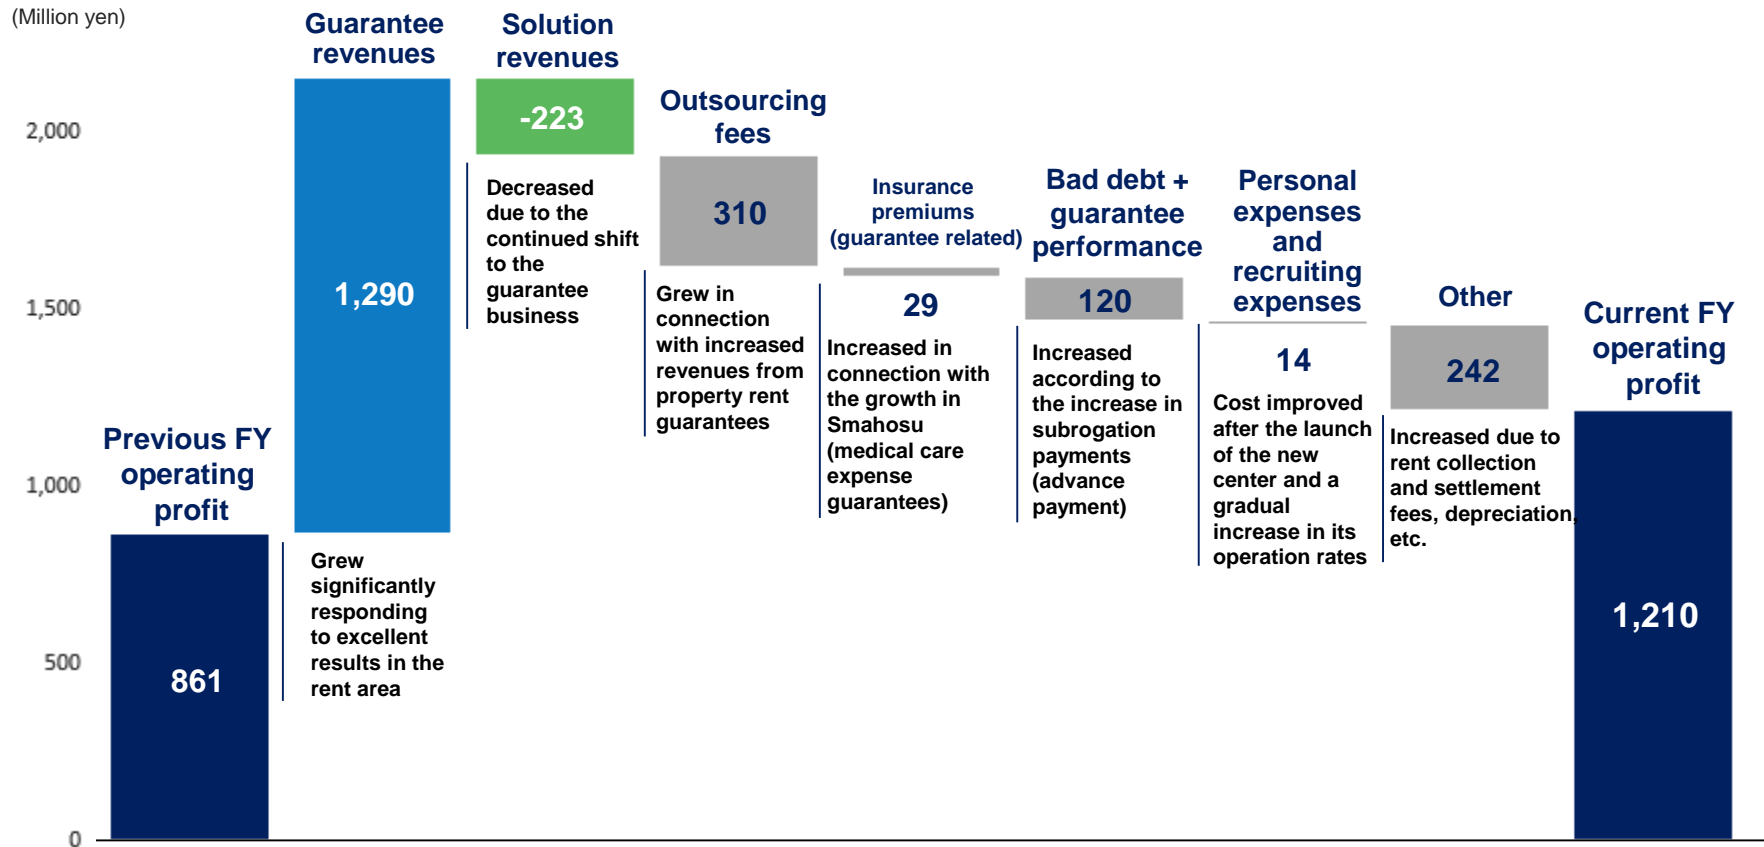 (Million yen)
2,000
1,500
1,000
500
0
Previous FY
operating
profit
861
Guarantee
revenues
1,290
Grew
significantly
responding
to excellent
results in the
rent area
Solution
revenues
-223
Decreased
due to the
continued shift
to the
guarantee
business
Outsourcing
fees
310
Grew in
connection
with increased
revenues from
property rent
guarantees
Insurance
premiums
(guarantee related)
29
Increased in
connection with
the growth in
Smahosu
(medical care
expense
guarantees)
Bad debt +
guarantee
performance
120
Increased
according to
the increase in
subrogation
payments
(advance
payment)
Personal
expenses
and
recruiting
expenses
14
Cost improved
after the launch
of the new
center and a
gradual
increase in its
operation rates
Other
242
Increased due to
rent collection
and settlement
fees, depreciation,
etc.
Current FY
operating
profit
1,210